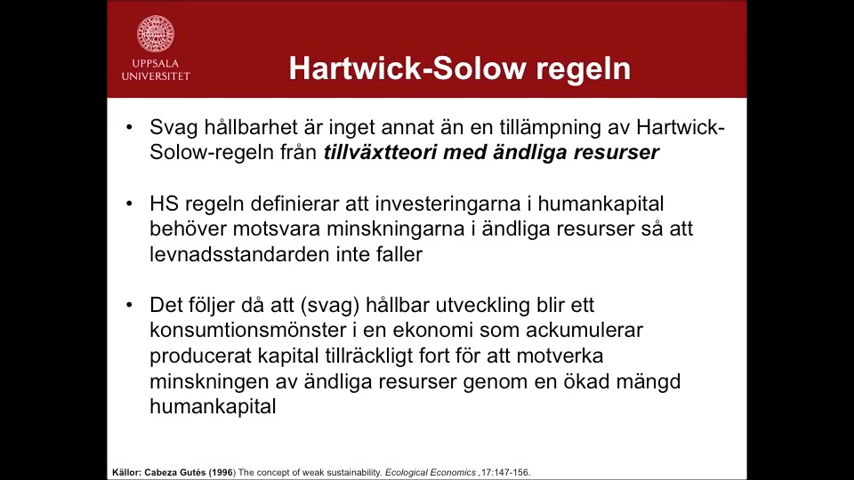 UPPSALA
UNIVERSITET
Hartwick-Solow regeln
• Svag hållbarhet är inget annat än en tillämpning av Hartwick-
Solow-regeln från tillväxtteori med ändliga resurser
• HS regeln definierar att investeringarna i humankapital
behöver motsvara minskningarna i ändliga resurser så att
levnadsstandarden inte faller
• Det följer då att (svag) hållbar utveckling blir ett
konsumtionsmönster i en ekonomi som ackumulerar
producerat kapital tillräckligt fort för att motverka
minskningen av ändliga resurser genom en ökad mängd
humankapital
Källor: Cabeza Gutés (1996) The concept of weak sustainability. Ecological Economics ,17:147-156.